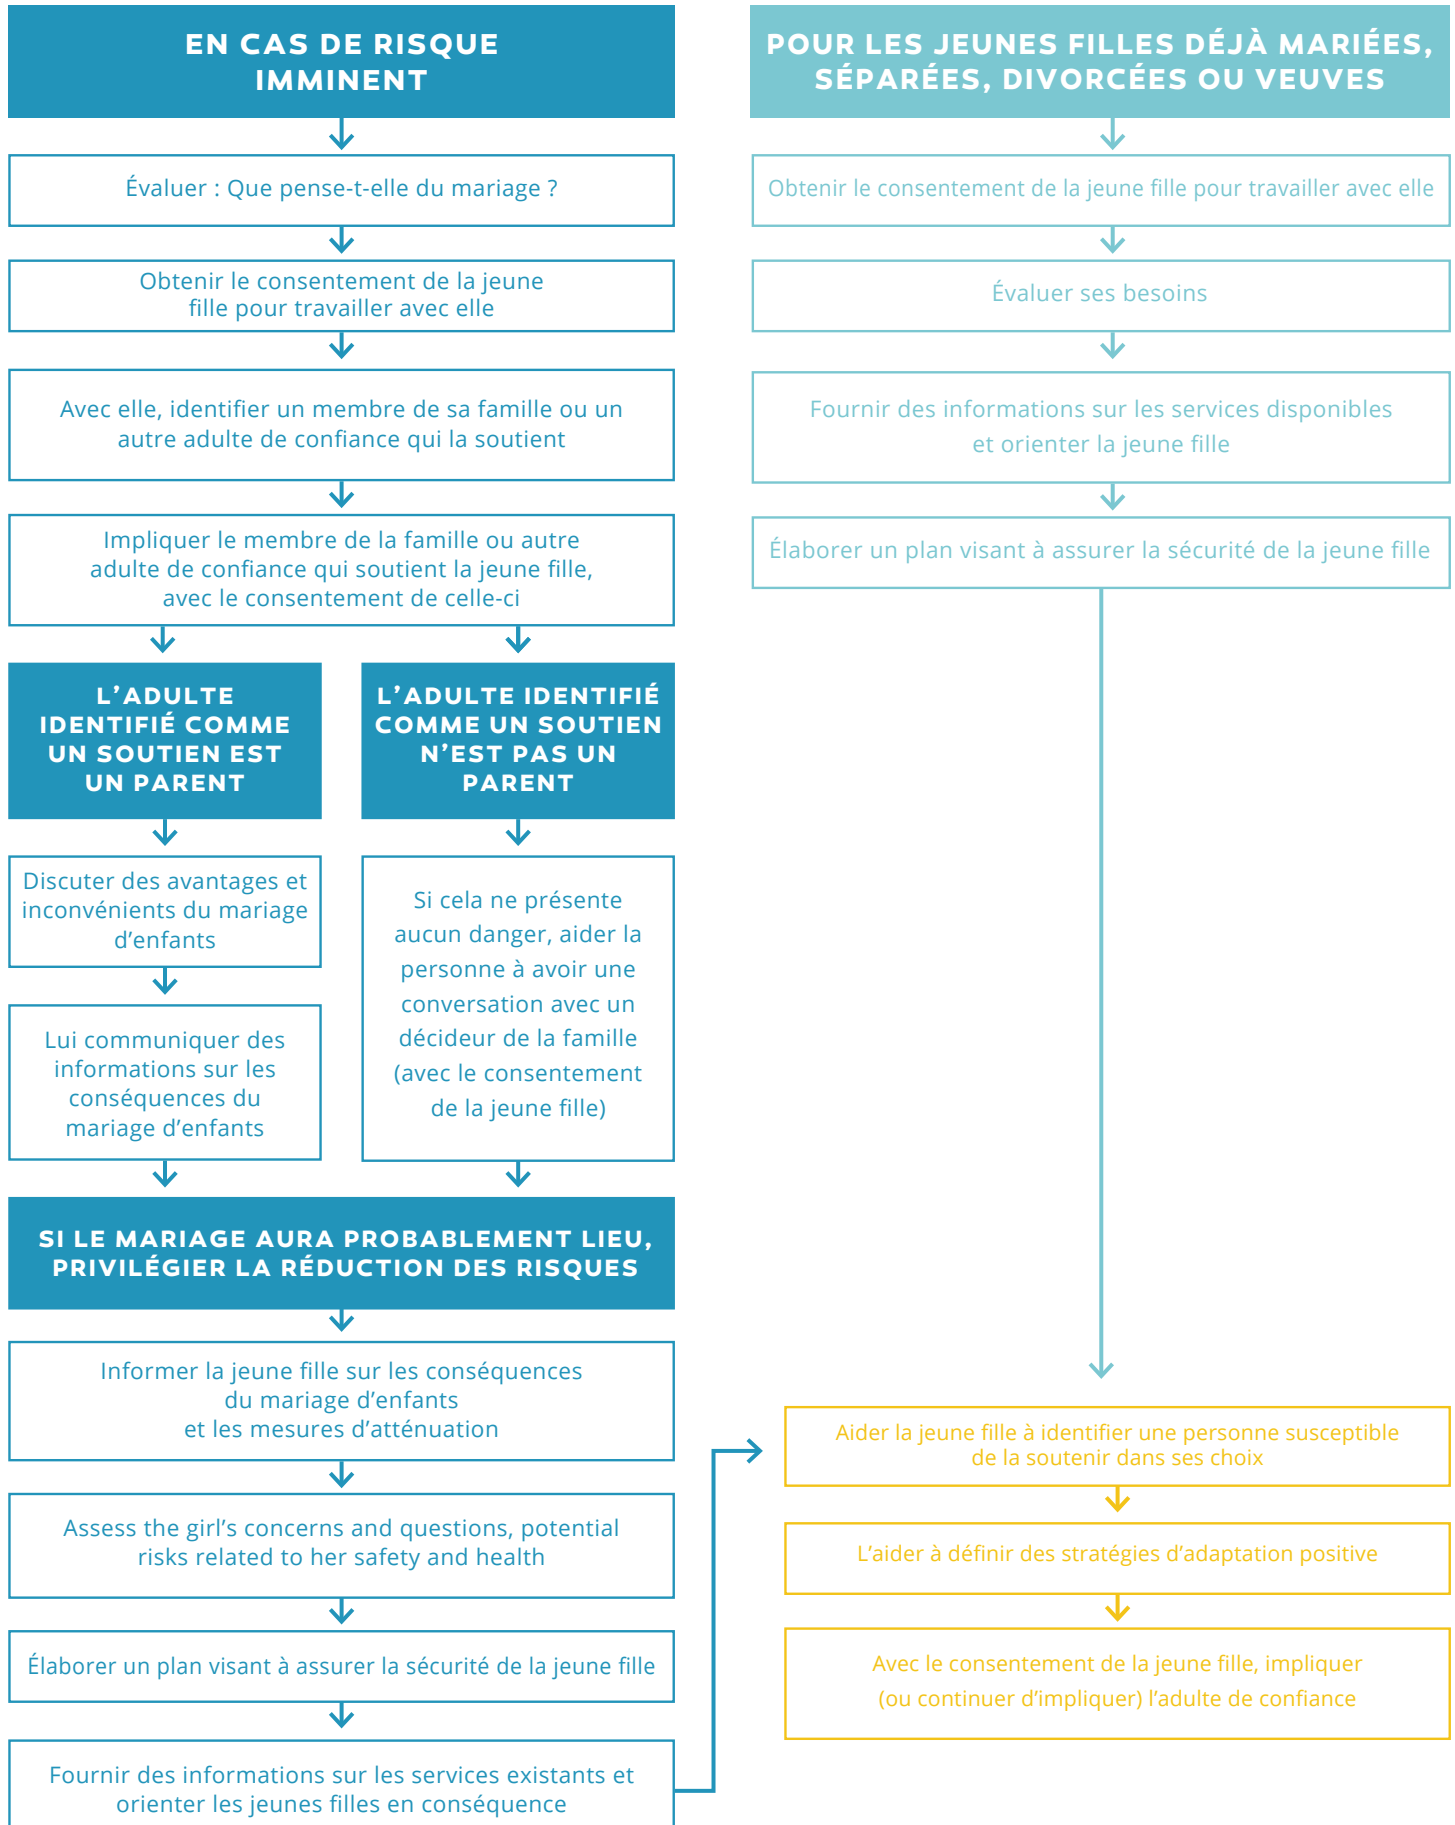 EN CAS DE RISQUE
IMMINENT
Évaluer : Que pense-t-elle du mariage ?
Obtenir le consentement de la jeune
fille pour travailler avec elle
Avec elle, identifier un membre de sa famille ou un
autre adulte de confiance qui la soutient
Impliquer le membre de la famille ou autre
adulte de confiance qui soutient la jeune fille,
avec le consentement de celle-ci
L’ADULTE
IDENTIFIÉ COMME
UN SOUTIEN EST
UN PARENT
Discuter des avantages et
inconvénients du mariage
d’enfants
Lui communiquer des
informations sur les
conséquences du
mariage d’enfants
L’ADULTE IDENTIFIÉ
COMME UN SOUTIEN
N’EST PAS UN
PARENT
Si cela ne présente
aucun danger, aider la
personne à avoir une
conversation avec un
décideur de la famille
(avec le consentement
de la jeune fille)
SI LE MARIAGE AURA PROBABLEMENT LIEU,
PRIVILÉGIER LA RÉDUCTION DES RISQUES
Informer la jeune fille sur les conséquences
du mariage d’enfants
et les mesures d’atténuation
Assess the girl’s concerns and questions, potential
risks related to her safety and health
Élaborer un plan visant à assurer la sécurité de la jeune fille
Fournir des informations sur les services existants et
orienter les jeunes filles en conséquence
POUR LES JEUNES FILLES DÉJÀ MARIÉES,
SÉPARÉES, DIVORCÉES OU VEUVES
Obtenir le consentement de la jeune fille pour travailler avec elle
Évaluer ses besoins
Fournir des informations sur les services disponibles
et orienter la jeune fille
Élaborer un plan visant à assurer la sécurité de la jeune fille
Aider la jeune fille à identifier une personne susceptible
de la soutenir dans ses choix
L’aider à définir des stratégies d’adaptation positive
Avec le consentement de la jeune fille, impliquer
(ou continuer d’impliquer) l’adulte de confiance